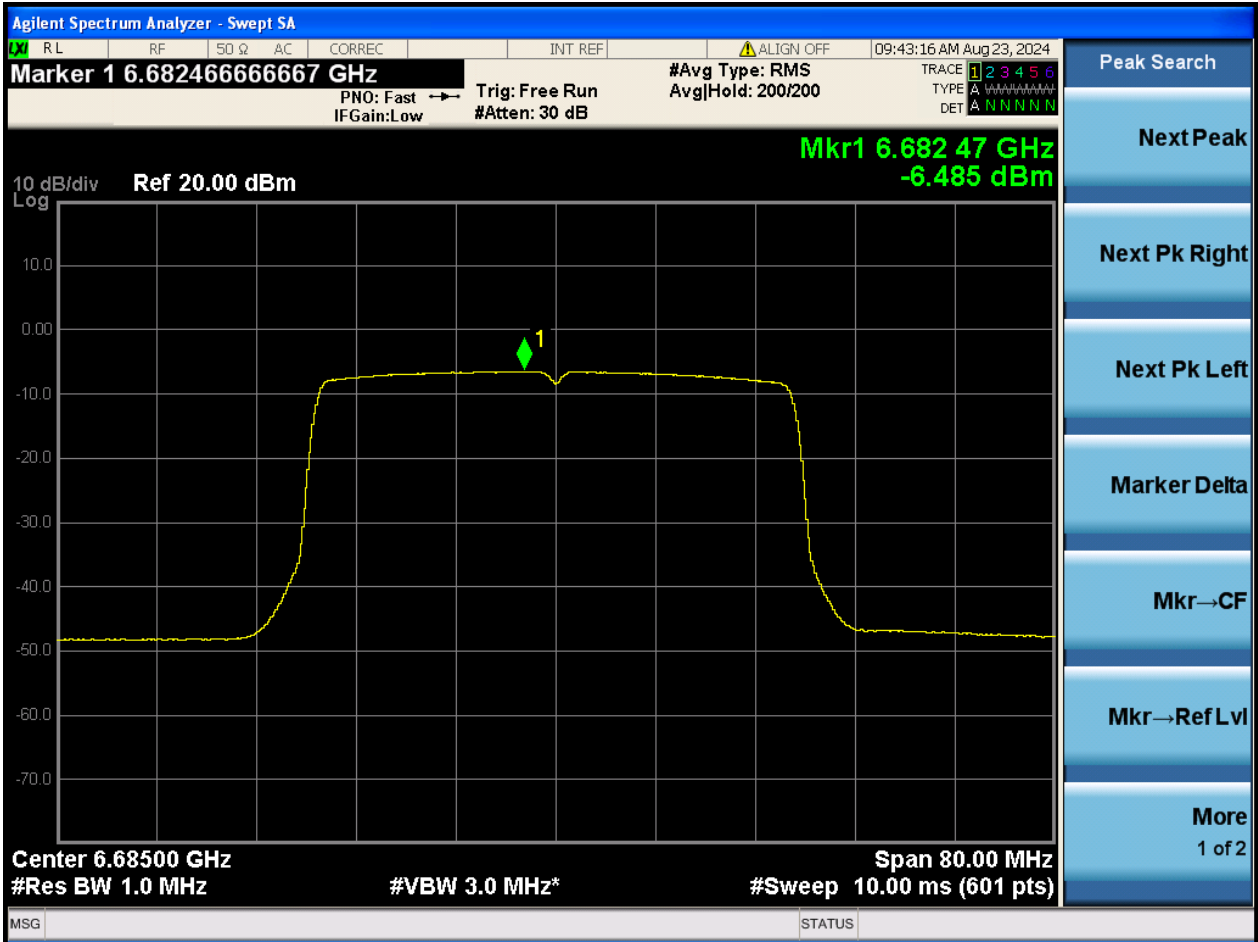 Agilent Spectrum Analyzer - Swept SA
LXI RL RF 50 Ω AC CORREC INT REF ALIGN OFF 09:43:16 AM Aug 23, 2024
Marker 1 6.682466666667 GHz
PNO: Fast
IFGain:Low
Trig: Free Run
#Atten: 30 dB
#Avg Type: RMS
Avg|Hold: 200/200
TRACE 1 2 3 4 5 6
TYPE A WWWWW
DET A N N N N N
Mkr1 6.682 47 GHz
-6.485 dBm
10 dB/div Ref 20.00 dBm
Log
10.0
0.00
1
-10.0
-20.0
-30.0
-40.0
-50.0
-60.0
-70.0
Center 6.68500 GHz Span 80.00 MHz
#Res BW 1.0 MHz #VBW 3.0 MHz* #Sweep 10.00 ms (601 pts)
MSG STATUS
Peak Search
Next Peak
Next Pk Right
Next Pk Left
Marker Delta
Mkr→CF
Mkr→Ref Lvl
More
1 of 2